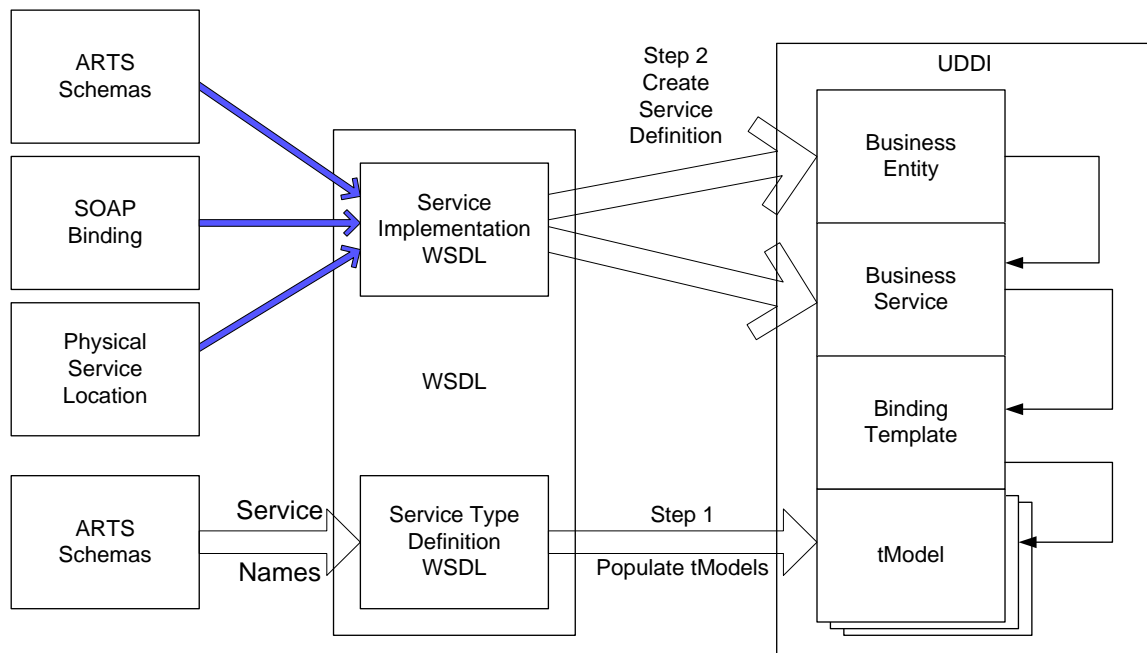 ARTS
Schemas
SOAP
Binding
Physical
Service
Location
ARTS
Schemas
Service
Names
Service
Implementation
WSDL
WSDL
Service Type
Definition
WSDL
Step 2
Create
Service
Definition
Step 1
Populate tModels
UDDI
Business
Entity
Business
Service
Binding
Template
tModel